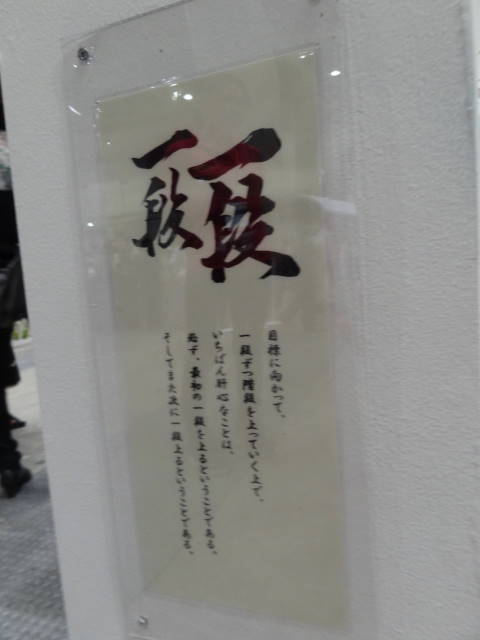 一段
一段
目標に向かって、
一段ずつ階段を上っていく上で、
いちばん肝心なことは、
必ず、最初の一段を上るということである。
そしてまた次に一段上るということである。